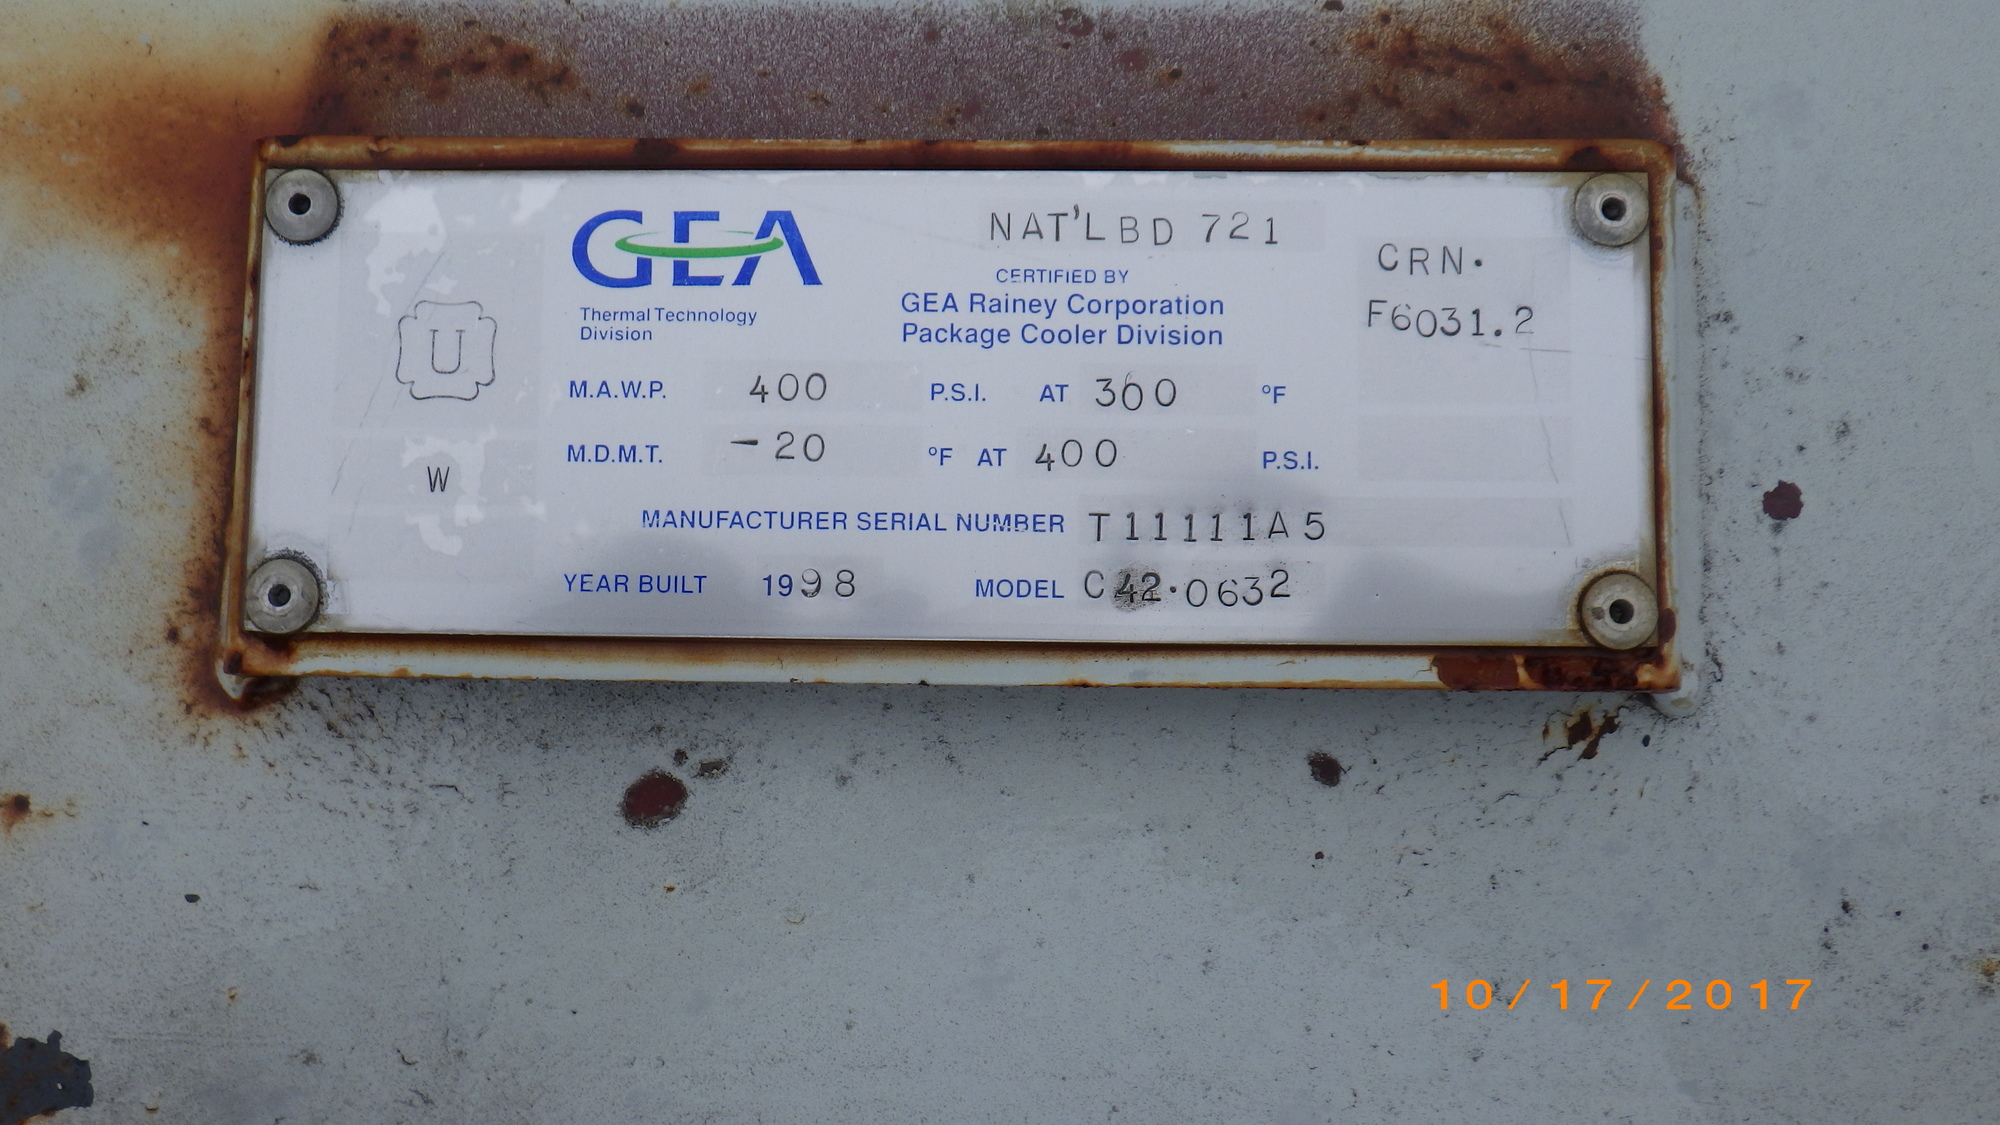 NAT'L BD 721
GEA
CERTIFIED BY
CRN.
GEA Rainey Corporation
Thermal Technology
Division
Package Cooler Division
F6031.2
U
M.A.W.P. 400 P.S.I. AT 300 °F
M.D.M.T. -20 °F AT 400 P.S.I.
W
MANUFACTURER SERIAL NUMBER T11111A5
YEAR BUILT 1998 MODEL C42·0632
10/17/2017